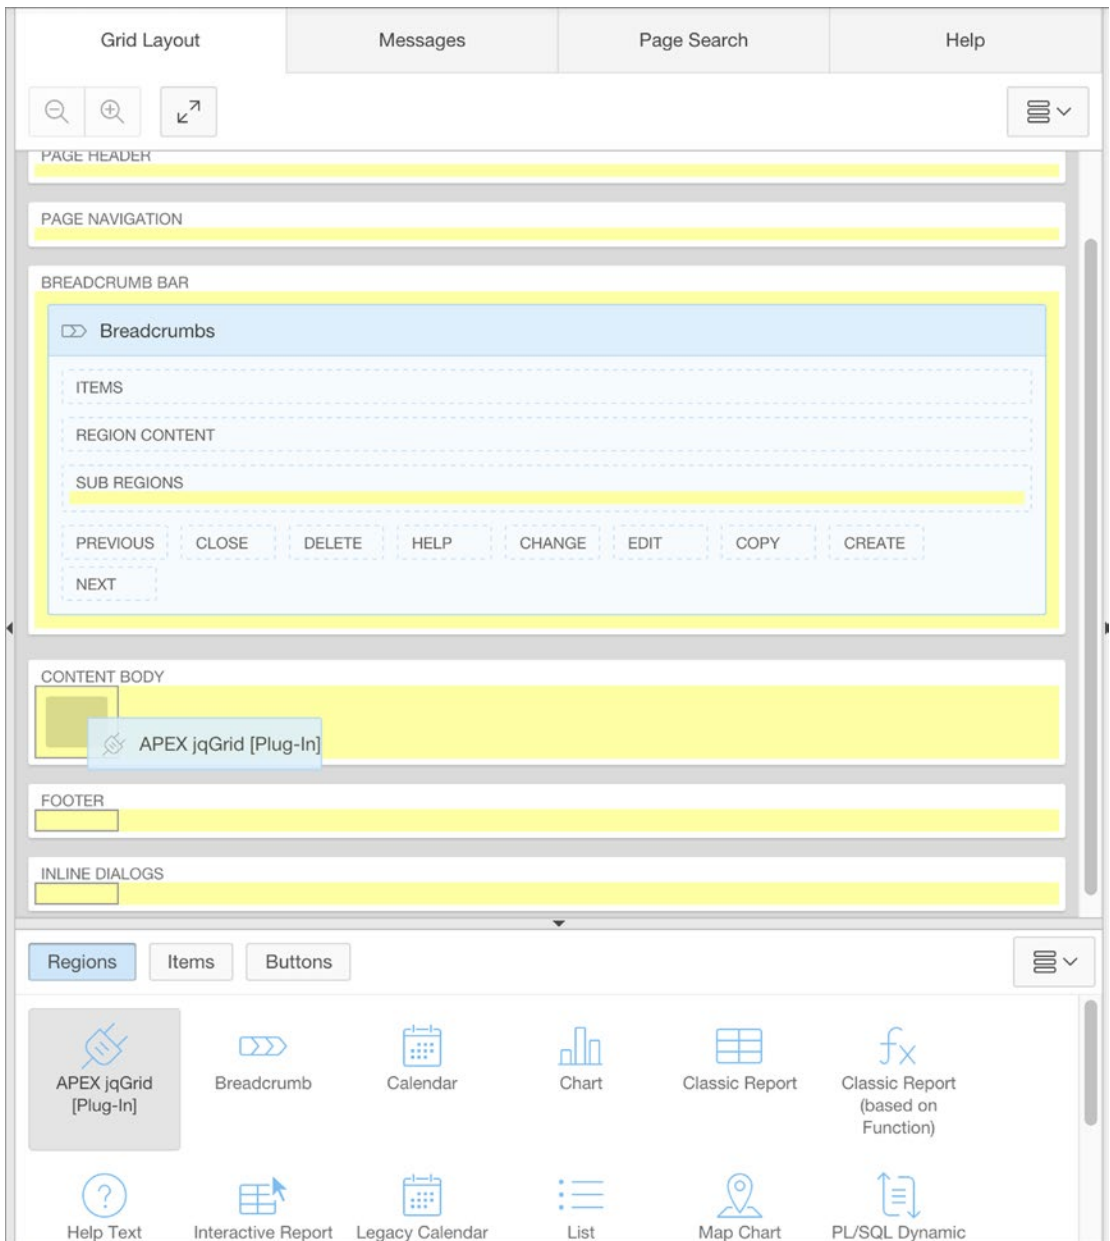 Grid Layout Messages Page Search Help
PAGE HEADER
PAGE NAVIGATION
BREADCRUMB BAR
Breadcrumbs
ITEMS
REGION CONTENT
SUB REGIONS
PREVIOUS CLOSE DELETE HELP CHANGE EDIT COPY CREATE
NEXT
CONTENT BODY
APEX jqGrid [Plug-In]
FOOTER
INLINE DIALOGS
Regions Items Buttons
APEX jqGrid
[Plug-In]
Breadcrumb
Calendar
Chart
Classic Report
Classic Report
(based on
Function)
Help Text
Interactive Report
Legacy Calendar
List
Map Chart
PL/SQL Dynamic